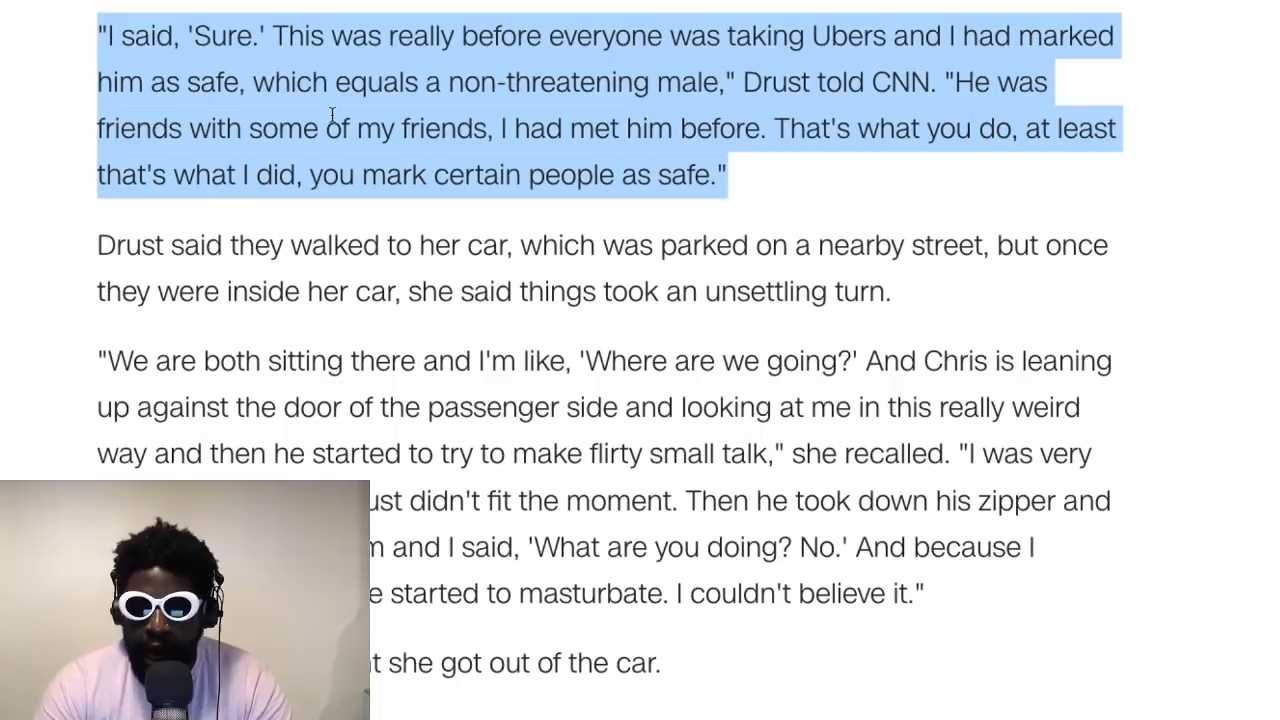 "I said, 'Sure.' This was really before everyone was taking Ubers and I had marked
him as safe, which equals a non-threatening male," Drust told CNN. "He was
friends with some of my friends, I had met him before. That's what you do, at least
that's what I did, you mark certain people as safe."
Drust said they walked to her car, which was parked on a nearby street, but once
they were inside her car, she said things took an unsettling turn.
"We are both sitting there and I'm like, 'Where are we going?' And Chris is leaning
up against the door of the passenger side and looking at me in this really weird
way and then he started to try to make flirty small talk," she recalled. "I was very
didn't fit the moment. Then he took down his zipper and
and I said, 'What are you doing? No.' And because I
started to masturbate. I couldn't believe it."
she got out of the car.